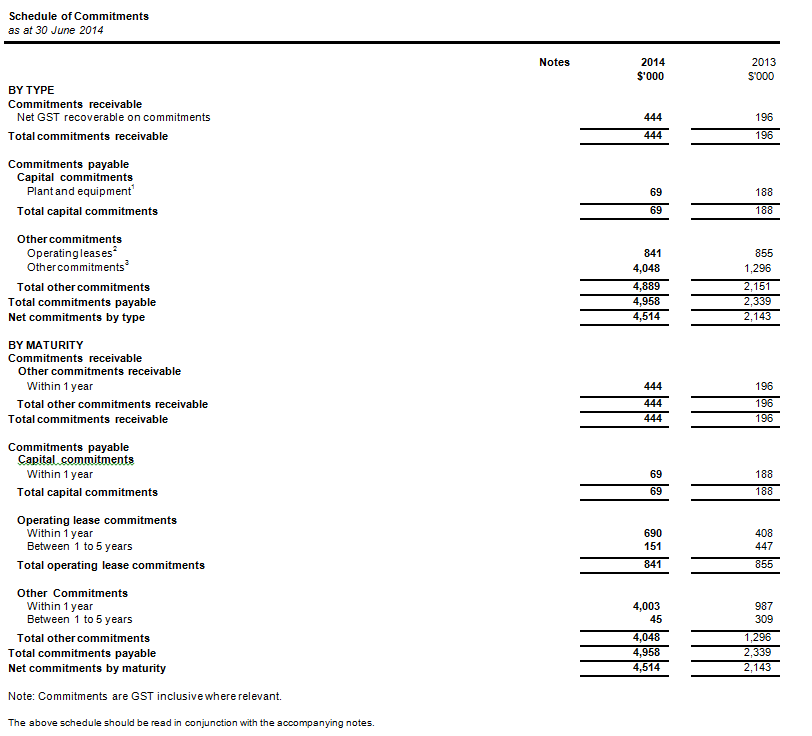 Schedule of Commitments
as at 30 June 2014
Notes 2014 2013
$'000 $'000
BY TYPE
Commitments receivable
Net GST recoverable on commitments 444 196
Total commitments receivable 444 196
Commitments payable
Capital commitments
Plant and equipment1 69 188
Total capital commitments 69 188
Other commitments
Operating leases2 841 855
Other commitments3 4,048 1,296
Total other commitments 4,889 2,151
Total commitments payable 4,958 2,339
Net commitments by type 4,514 2,143
BY MATURITY
Commitments receivable
Other commitments receivable
Within 1 year 444 196
Total other commitments receivable 444 196
Total commitments receivable 444 196
Commitments payable
Capital commitments
Within 1 year 69 188
Total capital commitments 69 188
Operating lease commitments
Within 1 year 690 408
Between 1 to 5 years 151 447
Total operating lease commitments 841 855
Other Commitments
Within 1 year 4,003 987
Between 1 to 5 years 45 309
Total other commitments 4,048 1,296
Total commitments payable 4,958 2,339
Net commitments by maturity 4,514 2,143
Note: Commitments are GST inclusive where relevant.
The above schedule should be read in conjunction with the accompanying notes.